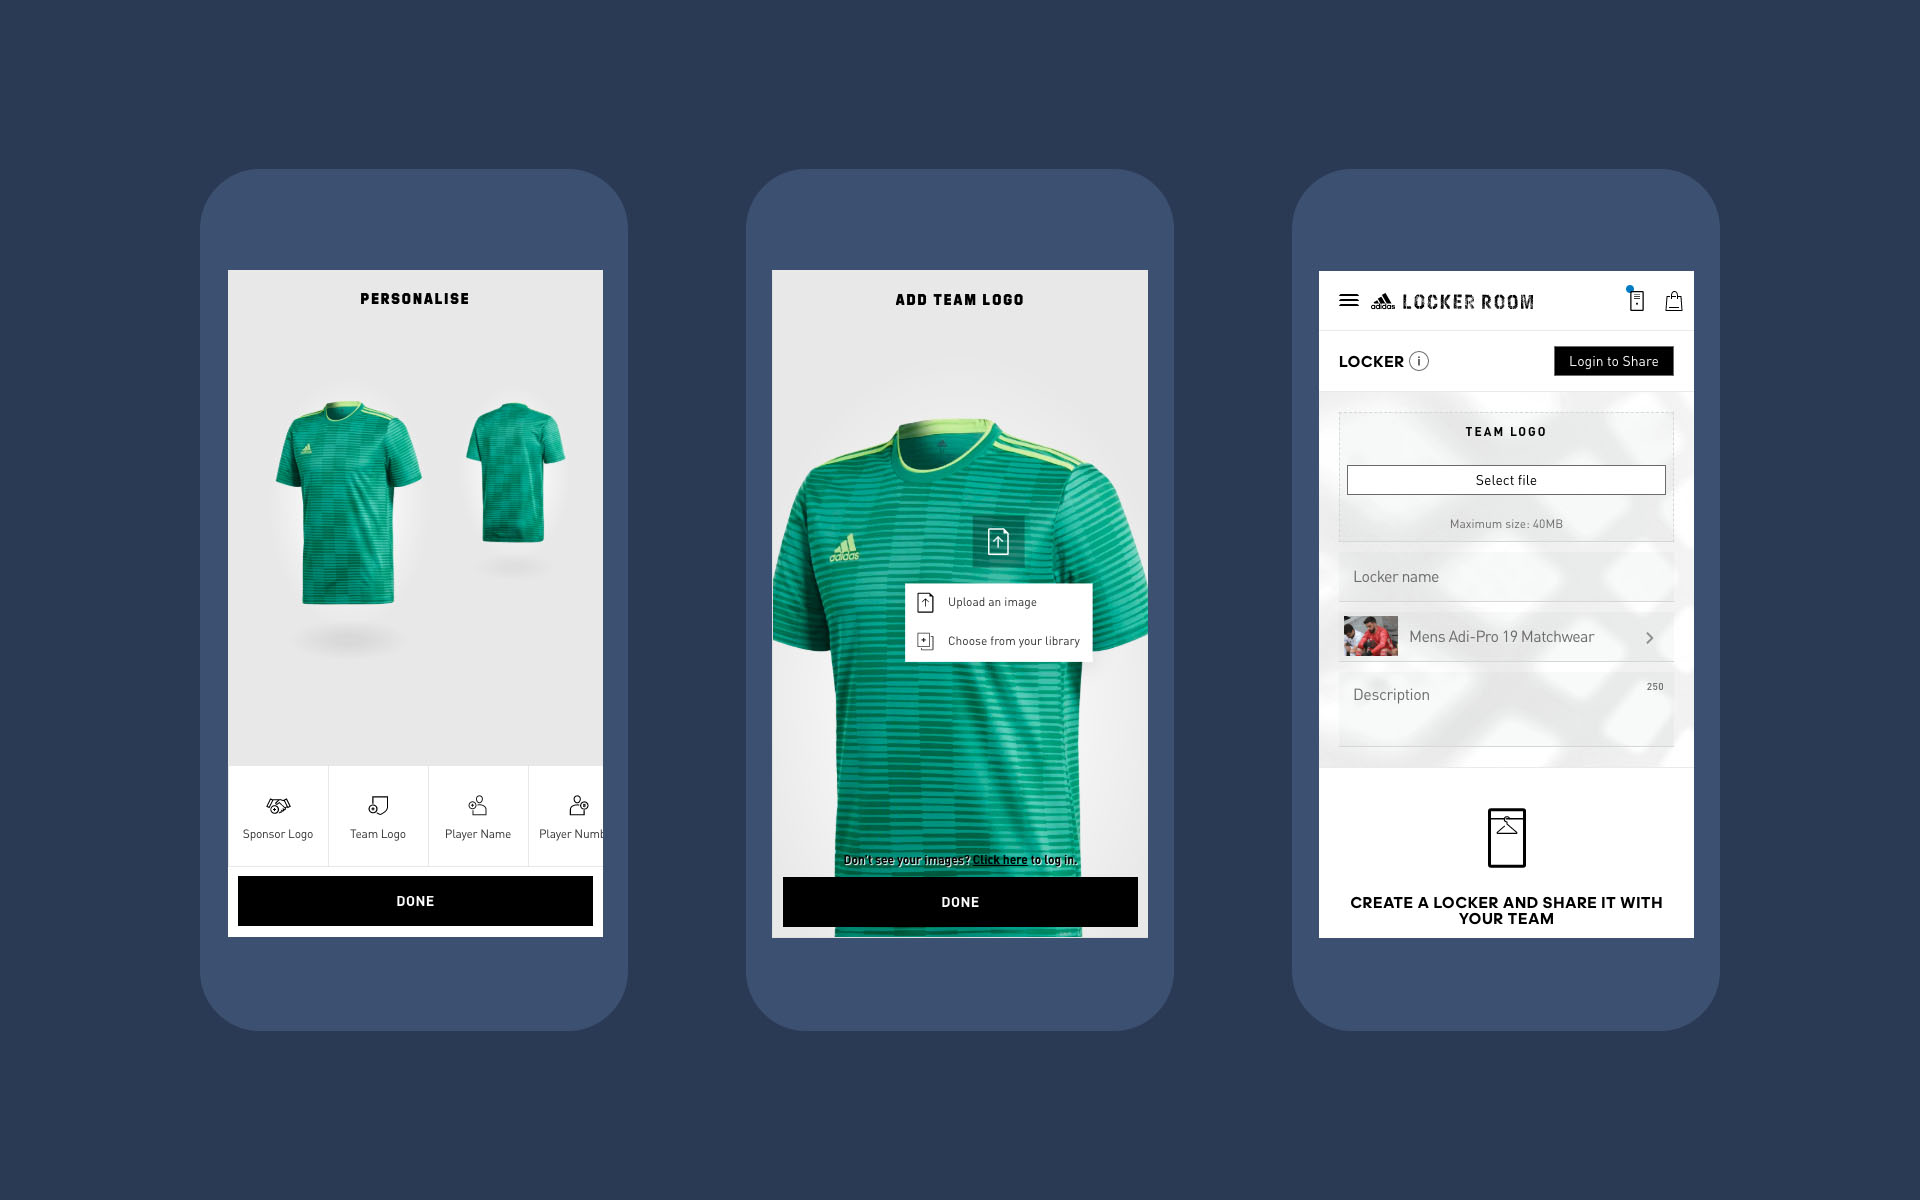 PERSONALISE
Sponsor Logo
Team Logo
Player Name
Player Numb
DONE
ADD TEAM LOGO
adidas
Upload an image
Choose from your library
Don't see your images? Click here to log in.
DONE
adidas LOCKER ROOM
LOCKER i
Login to Share
TEAM LOGO
Select file
Maximum size: 40MB
Locker name
Mens Adi-Pro 19 Matchwear
Description
250
CREATE A LOCKER AND SHARE IT WITH
YOUR TEAM